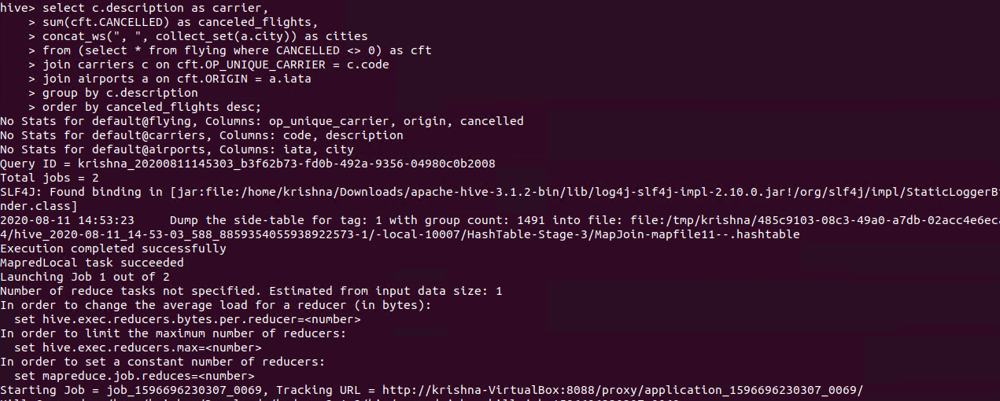 hive> select c.description as carrier,
    > sum(cft.CANCELLED) as canceled_flights,
    > concat_ws(", ", collect_set(a.city)) as cities
    > from (select * from flying where CANCELLED <> 0) as cft
    > join carriers c on cft.OP_UNIQUE_CARRIER = c.code
    > join airports a on cft.ORIGIN = a.iata
    > group by c.description
    > order by canceled_flights desc;
No Stats for default@flying, Columns: op_unique_carrier, origin, cancelled
No Stats for default@carriers, Columns: code, description
No Stats for default@airports, Columns: iata, city
Query ID = krishna_20200811145303_b3f62b73-fd0b-492a-9356-04980c0b2008
Total jobs = 2
SLF4J: Found binding in [jar:file:/home/krishna/Downloads/apache-hive-3.1.2-bin/lib/log4j-slf4j-impl-2.10.0.jar!/org/slf4j/impl/StaticLoggerBi
nder.class]
2020-08-11 14:53:23     Dump the side-table for tag: 1 with group count: 1491 into file: file:/tmp/krishna/485c9103-08c3-49a0-a7db-02acc4e6eca
4/hive_2020-08-11_14-53-03_588_8859354055938922573-1/-local-10007/HashTable-Stage-3/MapJoin-mapfile11--.hashtable
Execution completed successfully
MapredLocal task succeeded
Launching Job 1 out of 2
Number of reduce tasks not specified. Estimated from input data size: 1
In order to change the average load for a reducer (in bytes):
  set hive.exec.reducers.bytes.per.reducer=<number>
In order to limit the maximum number of reducers:
  set hive.exec.reducers.max=<number>
In order to set a constant number of reducers:
  set mapreduce.job.reduces=<number>
Starting Job = job_1596696230307_0069, Tracking URL = http://krishna-VirtualBox:8088/proxy/application_1596696230307_0069/